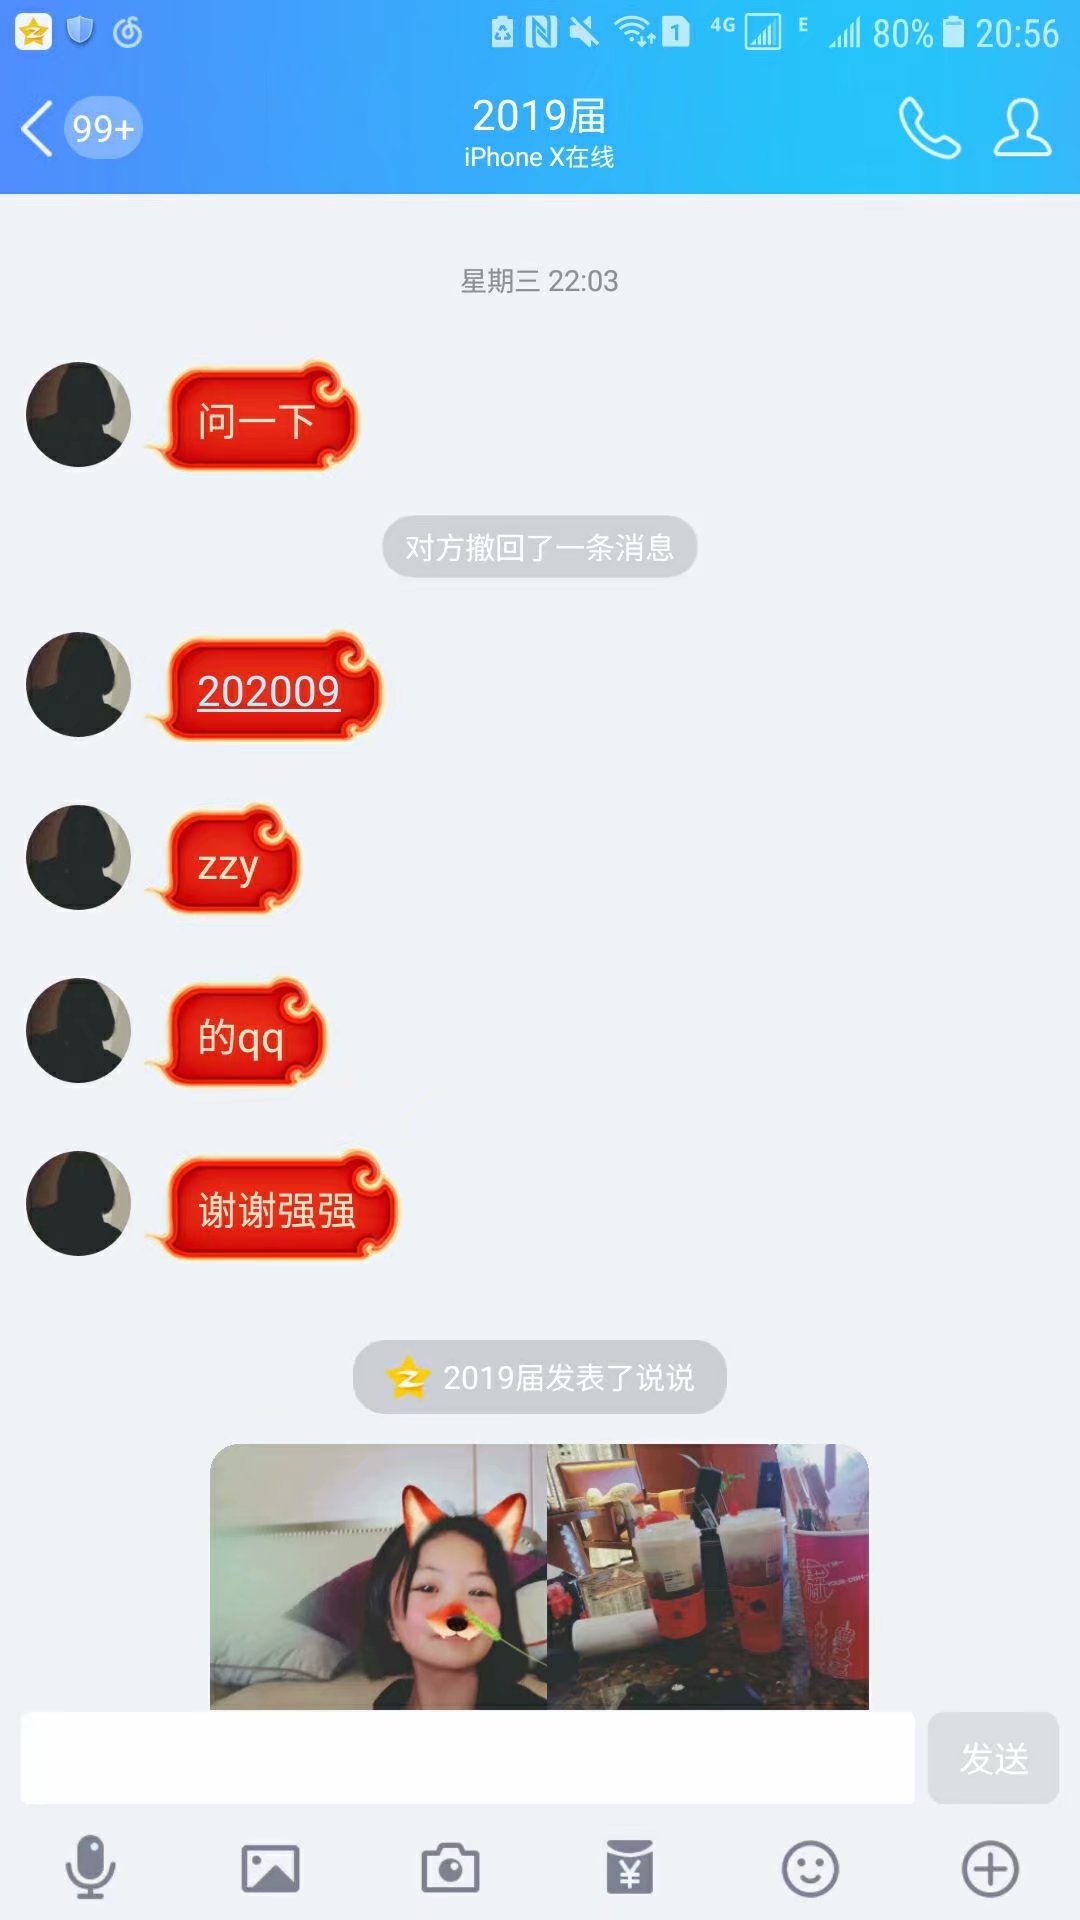 4G E 80% 20:56
99+
2019届
iPhone X在线
星期三 22:03
问一下
对方撤回了一条消息
202009
zzy
的qq
谢谢强强
2019届发表了说说
发送